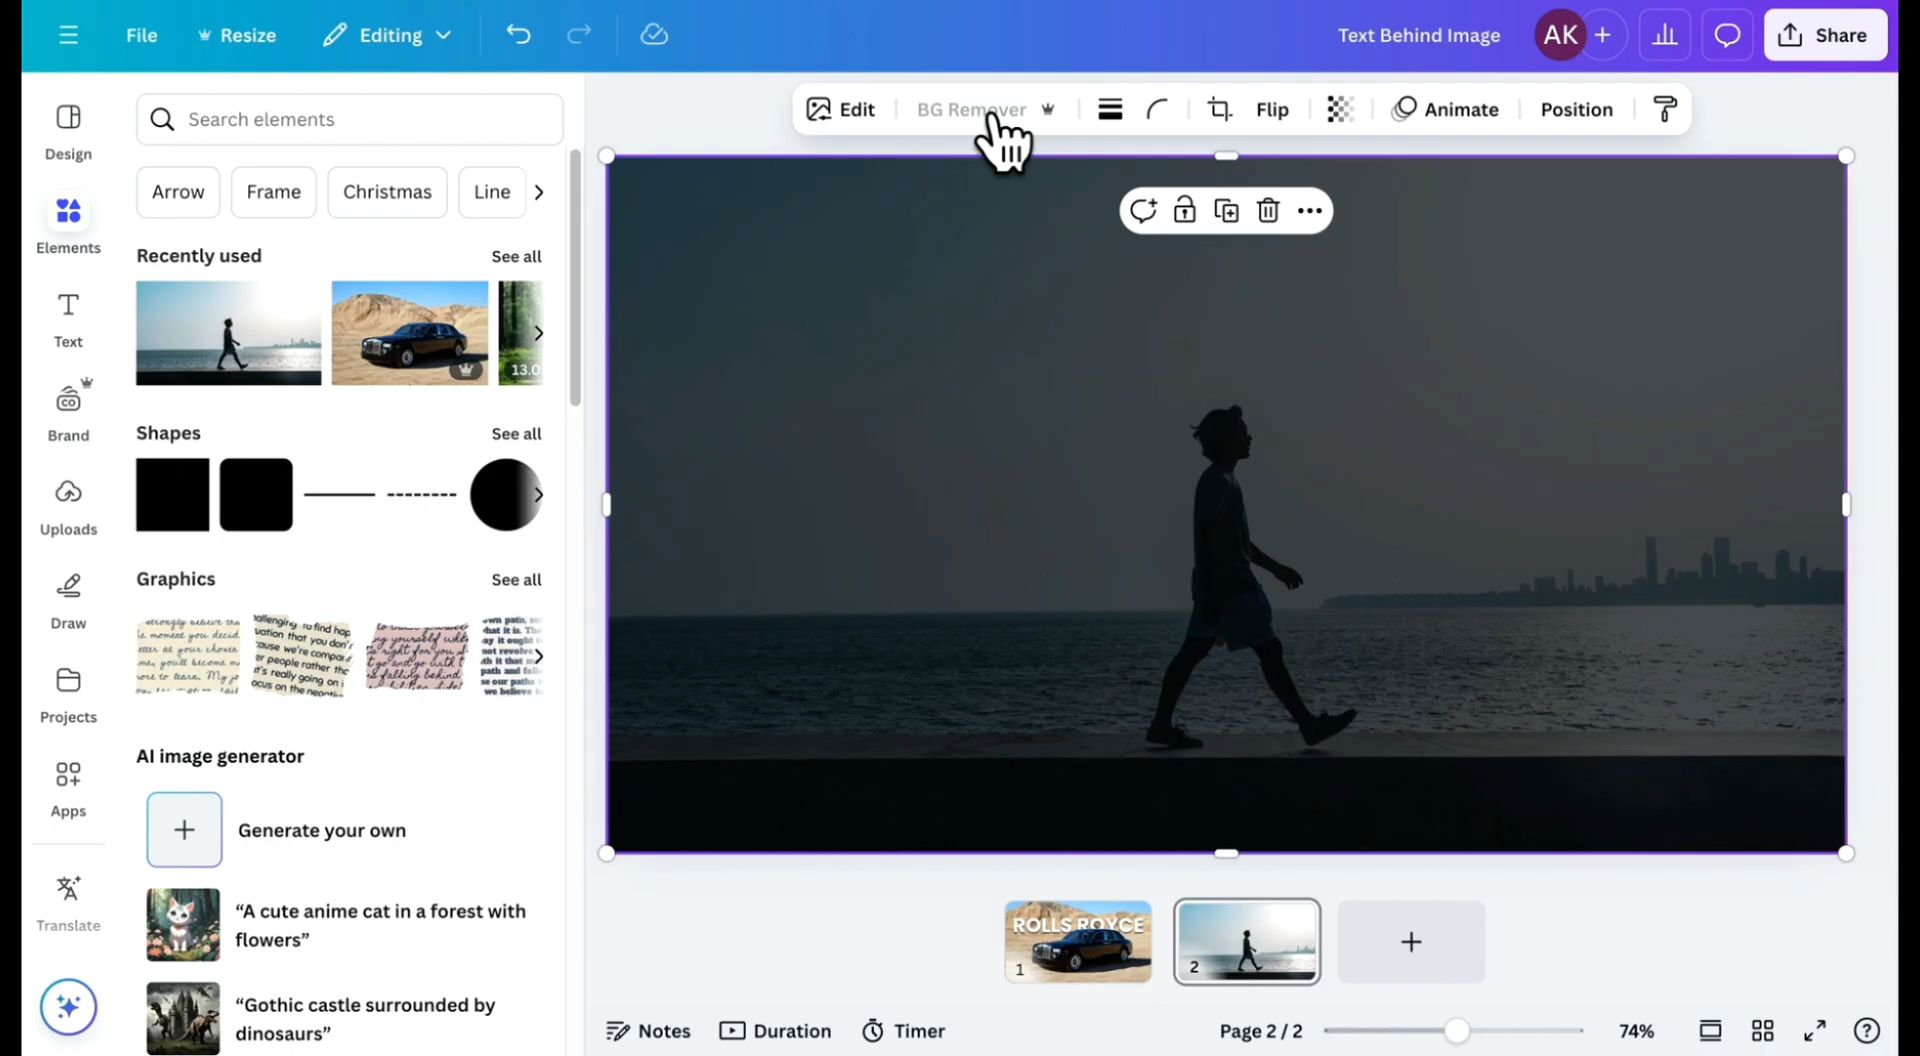 File
Resize
Editing
Text Behind Image
AK
Share
Design
Elements
Text
Brand
CO
Uploads
Draw
Projects
Apps
Translate
Search elements
Arrow
Frame
Christmas
Line
Recently used
See all
13.0
Shapes
See all
Graphics
See all
AI image generator
Generate your own
“A cute anime cat in a forest with
flowers”
“Gothic castle surrounded by
dinosaurs”
Edit
BG Remover
Flip
Animate
Position
ROLLS ROYCE
1
2
Notes
Duration
Timer
Page 2 / 2
74%